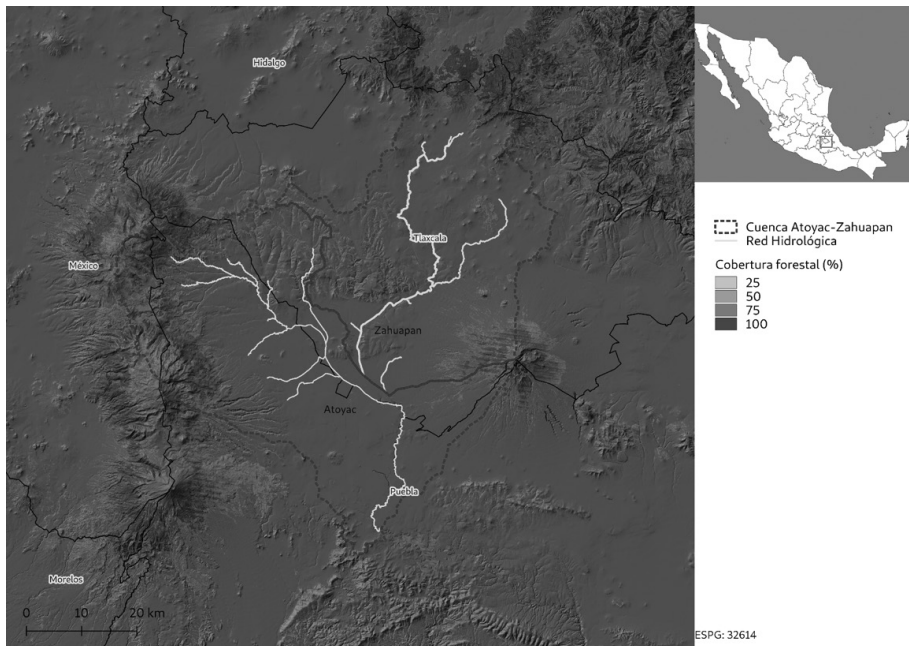 Hidalgo
México
Tlaxcala
Zahuapan
Atoyac
Puebla
Morelos
0 10 20 km
Cuenca Atoyac-Zahuapan
Red Hidrológica
Cobertura forestal (%)
25
50
75
100
ESPG: 32614